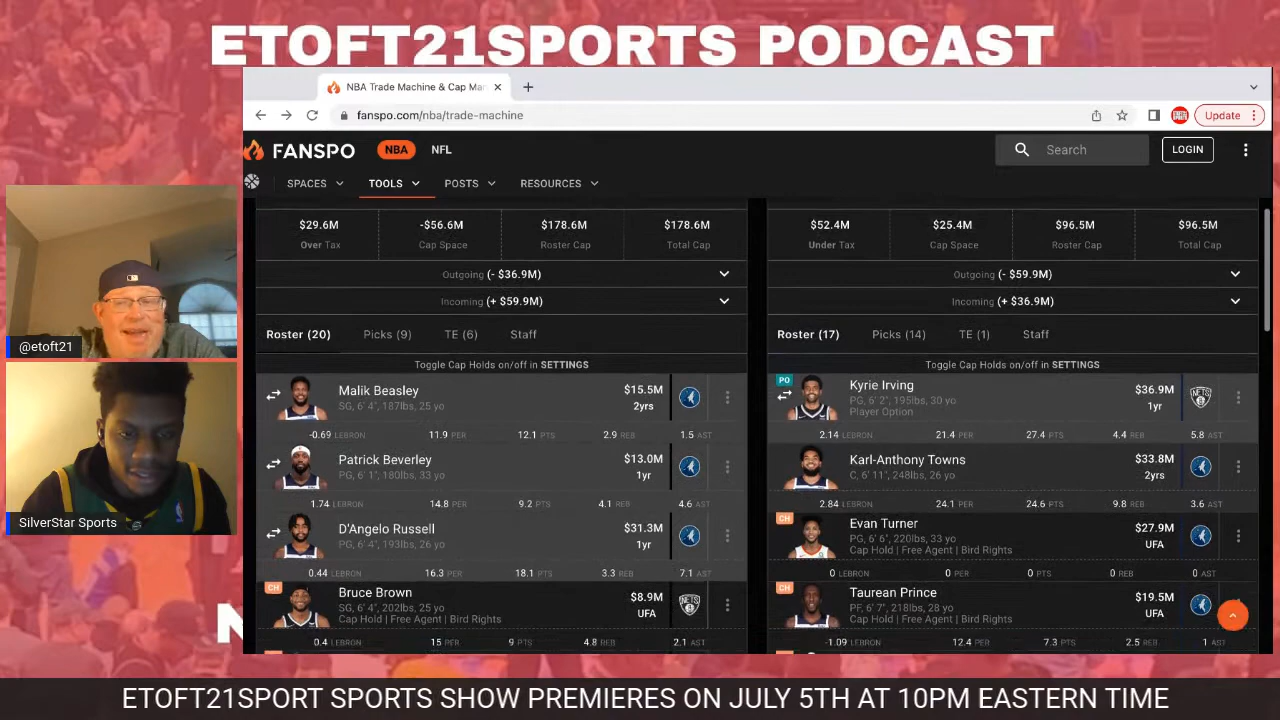 ETOFT21SPORTS PODCAST
NBA Trade Machine & Cap Man
fanspo.com/nba/trade-machine
Update
FANSPO NBA NFL
Search
LOGIN
SPACES TOOLS POSTS RESOURCES
$29.6M -$56.6M $178.6M $178.6M
Over Tax Cap Space Roster Cap Total Cap
Outgoing (- $36.9M)
Incoming (+ $59.9M)
Roster (20) Picks (9) TE (6) Staff
Toggle Cap Holds on/off in SETTINGS
Malik Beasley $15.5M
SG, 6' 4", 187lbs, 25 yo 2yrs
-0.69 LEBRON 11.9 PER 12.1 PTS 2.9 REB 1.5 AST
Patrick Beverley $13.0M
PG, 6' 1", 180lbs, 33 yo 1yr
1.74 LEBRON 14.8 PER 9.2 PTS 4.1 REB 4.6 AST
D'Angelo Russell $31.3M
PG, 6' 4", 193lbs, 26 yo 1yr
0.44 LEBRON 16.3 PER 18.1 PTS 3.3 REB 7.1 AST
CH
Bruce Brown $8.9M
SG, 6' 4", 202lbs, 25 yo UFA
Cap Hold | Free Agent | Bird Rights
0.4 LEBRON 15 PER 9 PTS 4.8 REB 2.1 AST
$52.4M $25.4M $96.5M $96.5M
Under Tax Cap Space Roster Cap Total Cap
Outgoing (- $59.9M)
Incoming (+ $36.9M)
Roster (17) Picks (14) TE (1) Staff
Toggle Cap Holds on/off in SETTINGS
PO
Kyrie Irving $36.9M
PG, 6' 2", 195lbs, 30 yo 1yr
Player Option
NETS
2.14 LEBRON 21.4 PER 27.4 PTS 4.4 REB 5.8 AST
Karl-Anthony Towns $33.8M
C, 6' 11", 248lbs, 26 yo 2yrs
2.84 LEBRON 24.1 PER 24.6 PTS 9.8 REB 3.6 AST
CH
Evan Turner $27.9M
PG, 6' 6", 220lbs, 33 yo UFA
Cap Hold | Free Agent | Bird Rights
0 LEBRON 0 PER 0 PTS 0 REB 0 AST
CH
Taurean Prince $19.5M
PF, 6' 7", 218lbs, 28 yo UFA
Cap Hold | Free Agent | Bird Rights
-1.09 LEBRON 12.4 PER 7.3 PTS 2.5 REB 1 AST
@etoft21
SilverStar Sports
N
ETOFT21SPORT SPORTS SHOW PREMIERES ON JULY 5TH AT 10PM EASTERN TIME